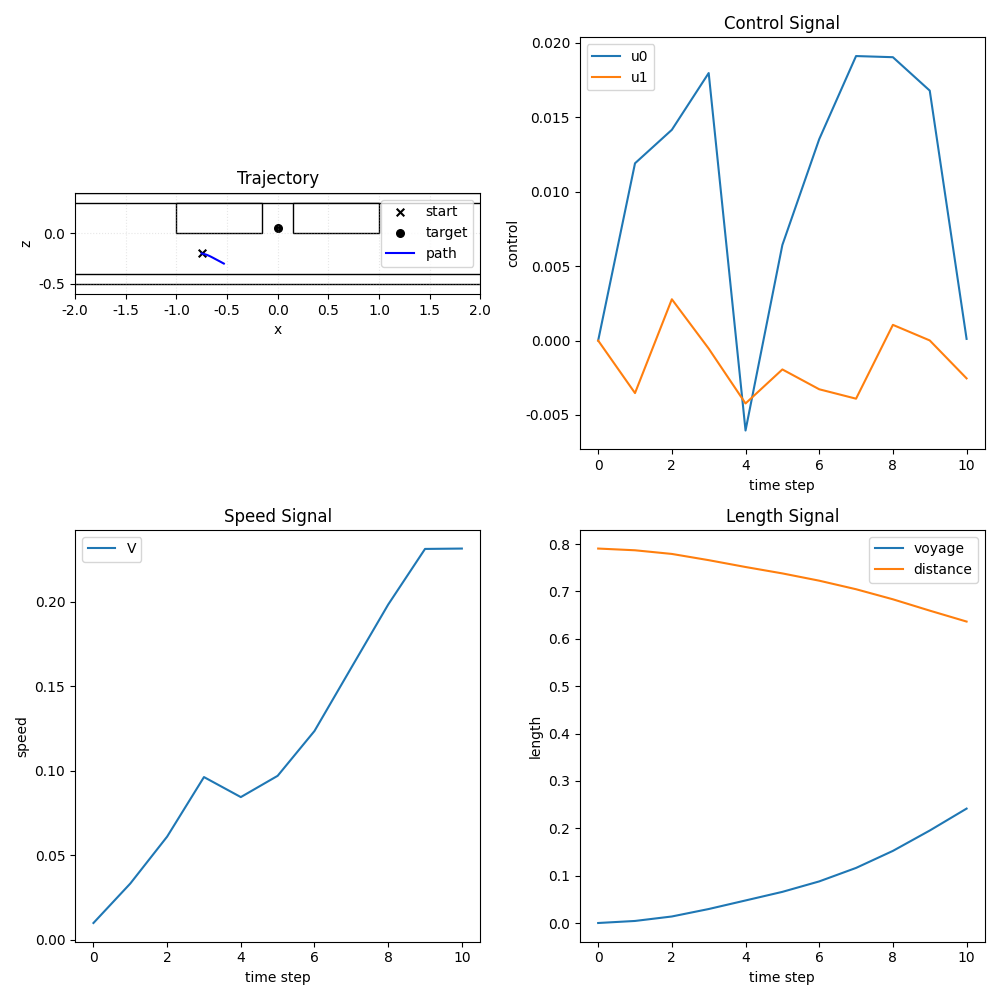 Trajectory
z
0.0
-0.5
start
target
path
-2.0 -1.5 -1.0 -0.5 0.0 0.5 1.0 1.5 2.0
x
Control Signal
control
0.020
0.015
0.010
0.005
0.000
-0.005
u0
u1
0 2 4 6 8 10
time step
Speed Signal
speed
0.20
0.15
0.10
0.05
0.00
V
0 2 4 6 8 10
time step
Length Signal
length
0.8
0.7
0.6
0.5
0.4
0.3
0.2
0.1
0.0
voyage
distance
0 2 4 6 8 10
time step